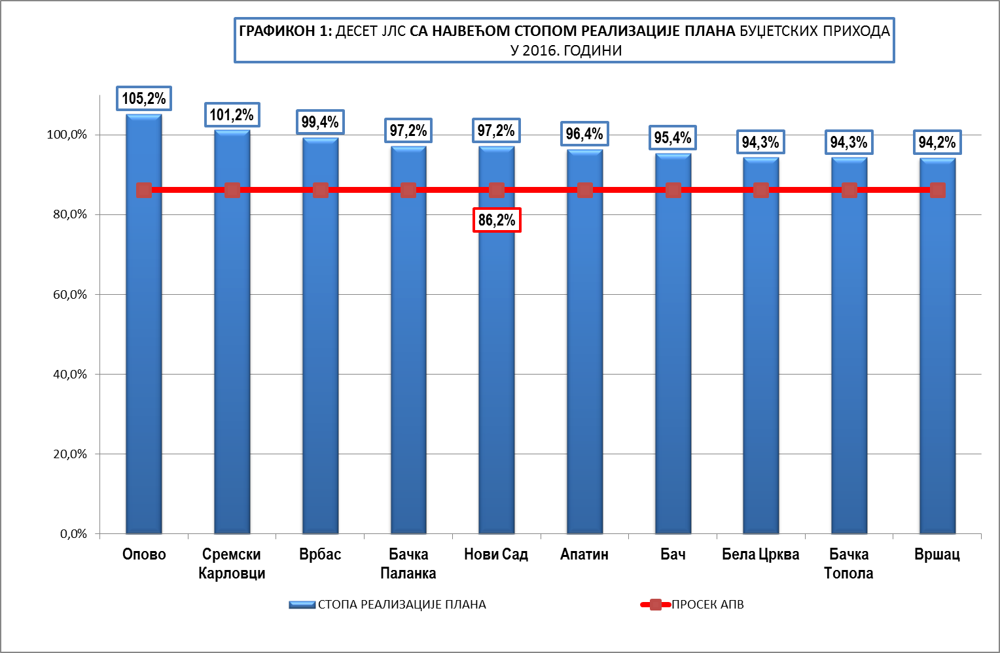 ГРАФИКОН 1: ДЕСЕТ ЈЛС СА НАЈВЕЋОМ СТОПОМ РЕАЛИЗАЦИЈЕ ПЛАНА БУЏЕТСКИХ ПРИХОДА
У 2016. ГОДИНИ
105,2%
101,2%
99,4%
97,2%
97,2%
96,4%
95,4%
94,3%
94,3%
94,2%
86,2%
100,0%
80,0%
60,0%
40,0%
20,0%
0,0%
Опово
Сремски
Карловци
Врбас
Бачка
Паланка
Нови Сад
Апатин
Бач
Бела Црква
Бачка
Топола
Вршац
СТОПА РЕАЛИЗАЦИЈЕ ПЛАНА
ПРОСЕК АПВ